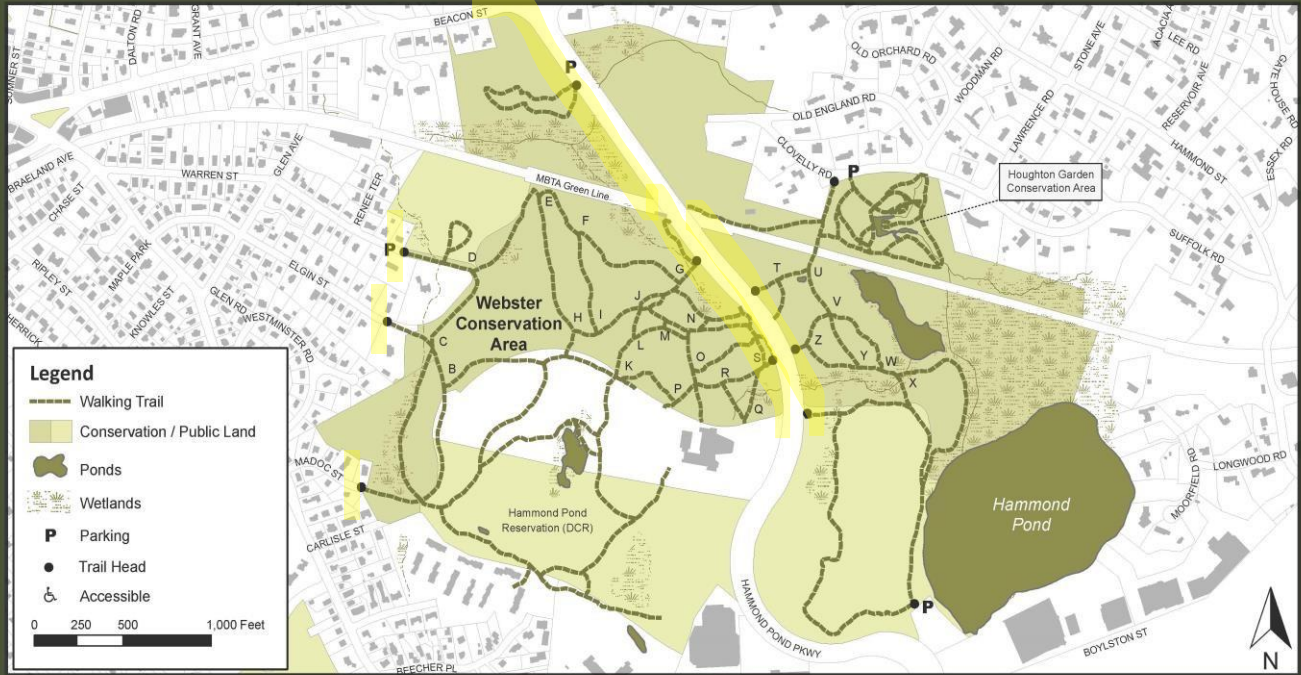 BEACON ST
SUMNER ST
DALTON RD
GRANT AVE
P
OLD ORCHARD RD
WOODMAN RD
STONE AVE
ACACIA A
LEE RD
GATE HOUSE RD
OLD ENGLAND RD
LAWRENCE RD
RESERVOIR AVE
HAMMOND ST
ESSEX RD
BRAELAND AVE
CHASE ST
WARREN ST
GLEN AVE
RENEE TER
MBTA Green Line
CLOVELLY RD
P
Houghton Garden
Conservation Area
SUFFOLK RD
RIPLEY ST
MAPLE PARK
KNOWLES ST
HERRICK
ELGIN ST
GLEN RD
WESTMINSTER RD
P
D
E
F
G
T
U
V
Webster
Conservation
Area
H
I
J
N
L
M
O
S
Z
Y
W
X
C
B
K
P
R
Q
Legend
Walking Trail
Conservation / Public Land
Ponds
Wetlands
P Parking
Trail Head
Accessible
0 250 500 1,000 Feet
MADOC ST
CARLISLE ST
BEECHER PL
Hammond Pond
Reservation (DCR)
HAMMOND POND PKWY
Hammond
Pond
P
MOORFIELD RD
LONGWOOD RD
BOYLSTON ST
N